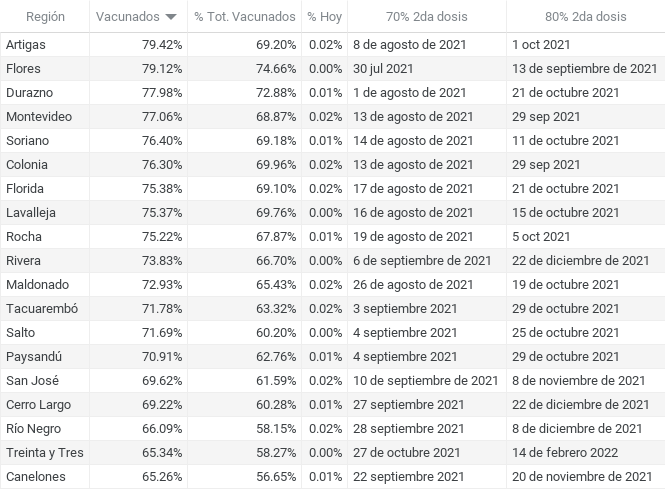 Región Vacunados % Tot. Vacunados % Hoy 70% 2da dosis 80% 2da dosis
Artigas 79.42% 69.20% 0.02% 8 de agosto de 2021 1 oct 2021
Flores 79.12% 74.66% 0.00% 30 jul 2021 13 de septiembre de 2021
Durazno 77.98% 72.88% 0.01% 1 de agosto de 2021 21 de octubre 2021
Montevideo 77.06% 68.87% 0.02% 13 de agosto de 2021 29 sep 2021
Soriano 76.40% 69.18% 0.01% 14 de agosto de 2021 11 de octubre 2021
Colonia 76.30% 69.96% 0.02% 13 de agosto de 2021 29 sep 2021
Florida 75.38% 69.10% 0.02% 17 de agosto de 2021 21 de octubre 2021
Lavalleja 75.37% 69.76% 0.00% 16 de agosto de 2021 15 de octubre 2021
Rocha 75.22% 67.87% 0.01% 19 de agosto de 2021 5 oct 2021
Rivera 73.83% 66.70% 0.00% 6 de septiembre de 2021 22 de diciembre de 2021
Maldonado 72.93% 65.43% 0.02% 26 de agosto de 2021 19 de octubre 2021
Tacuarembó 71.78% 63.32% 0.02% 3 septiembre 2021 29 de octubre 2021
Salto 71.69% 60.20% 0.00% 4 septiembre 2021 25 de octubre 2021
Paysandú 70.91% 62.76% 0.01% 4 septiembre 2021 29 de octubre 2021
San José 69.62% 61.59% 0.02% 10 de septiembre de 2021 8 de noviembre de 2021
Cerro Largo 69.22% 60.28% 0.01% 27 septiembre 2021 22 de diciembre de 2021
Río Negro 66.09% 58.15% 0.02% 28 septiembre 2021 8 de diciembre de 2021
Treinta y Tres 65.34% 58.27% 0.00% 27 de octubre 2021 14 de febrero 2022
Canelones 65.26% 56.65% 0.01% 22 septiembre 2021 20 de noviembre de 2021